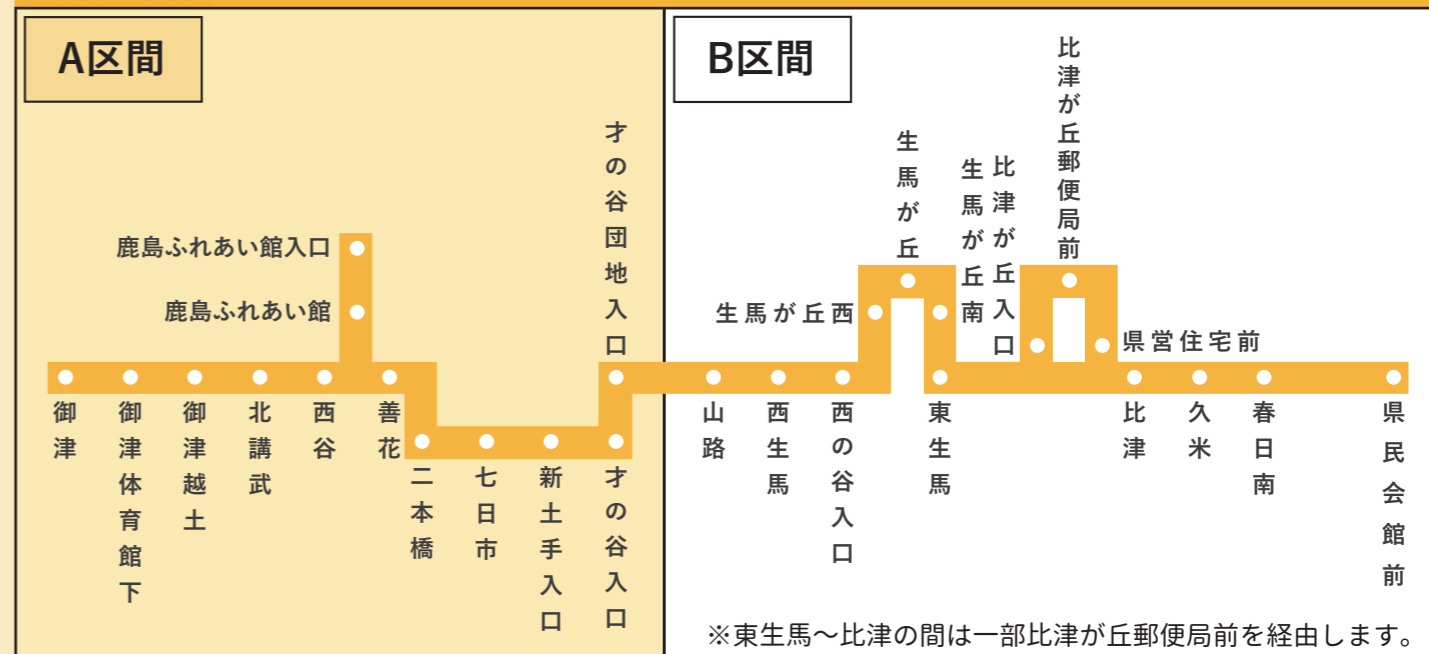 A区間
鹿島ふれあい館入口
鹿島ふれあい館
御津
御津体育館下
御津越土
北講武
西谷
善花
二本橋
七日市
新土手入口
才の谷入口
才の谷団地入口
B区間
山路
西生馬
西の谷入口
生馬が丘西
生馬が丘
生馬が丘南
東生馬
比津が丘入口
比津が丘郵便局前
県営住宅前
比津
久米
春日南
県民会館前
※東生馬～比津の間は一部比津が丘郵便局前を経由します。